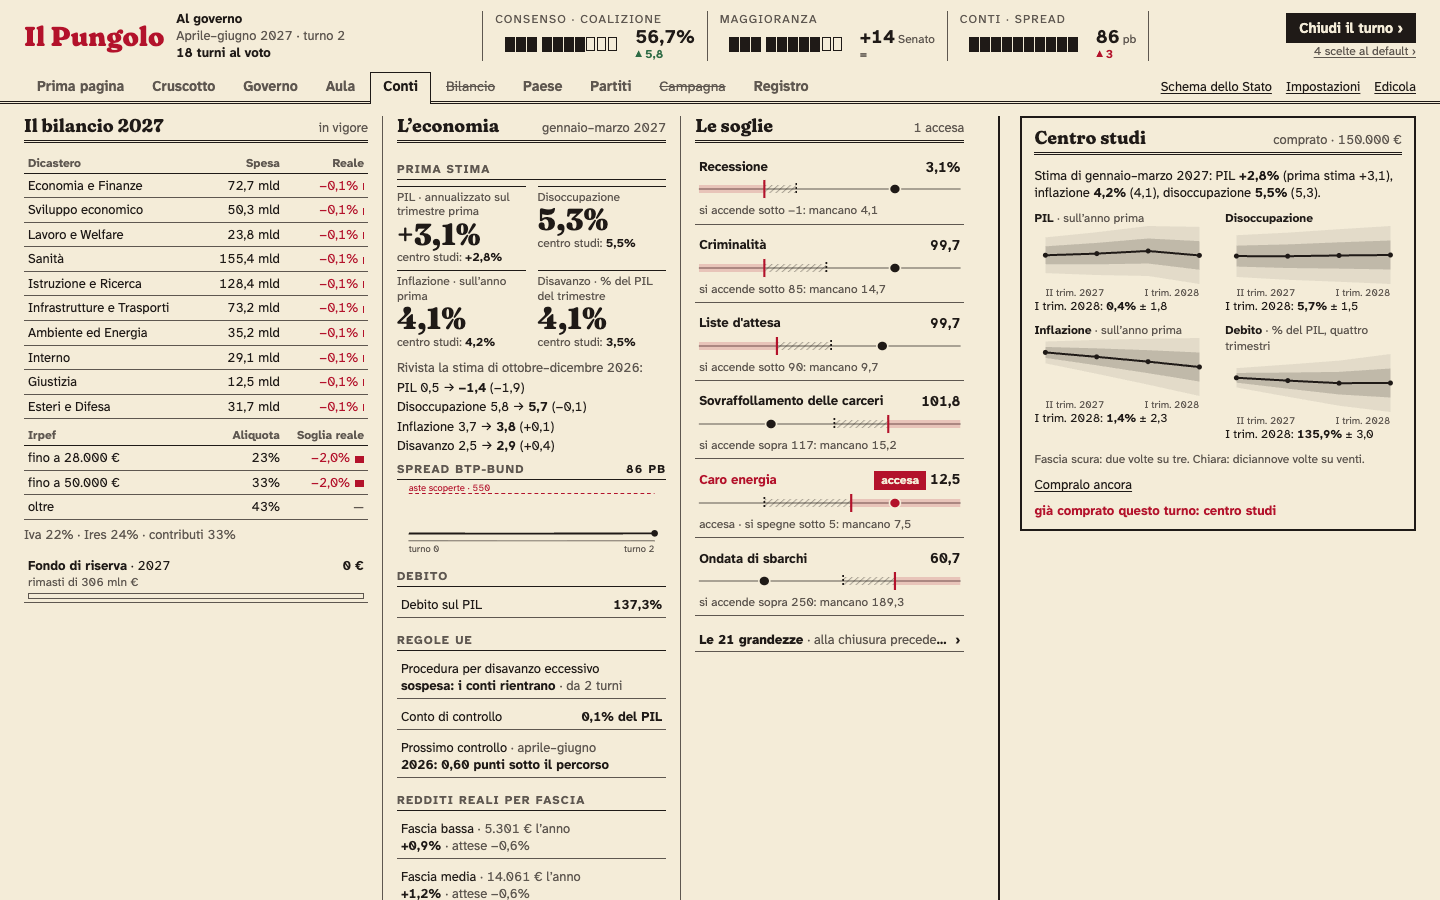 Il Pungolo
Al governo
Aprile–giugno 2027 · turno 2
18 turni al voto
CONSENSO · COALIZIONE
56,7%
▲5,8
MAGGIORANZA
+14 Senato
=
CONTI · SPREAD
86 pb
▲3
Chiudi il turno ›
4 scelte al default ›
Prima pagina Cruscotto Governo Aula Conti Bilancio Paese Partiti Campagna Registro
Schema dello Stato Impostazioni Edicola
Il bilancio 2027 in vigore
Dicastero Spesa Reale
Economia e Finanze 72,7 mld −0,1%
Sviluppo economico 50,3 mld −0,1%
Lavoro e Welfare 23,8 mld −0,1%
Sanità 155,4 mld −0,1%
Istruzione e Ricerca 128,4 mld −0,1%
Infrastrutture e Trasporti 73,2 mld −0,1%
Ambiente ed Energia 35,2 mld −0,1%
Interno 29,1 mld −0,1%
Giustizia 12,5 mld −0,1%
Esteri e Difesa 31,7 mld −0,1%
Irpef Aliquota Soglia reale
fino a 28.000 € 23% −2,0%
fino a 50.000 € 33% −2,0%
oltre 43% —
Iva 22% · Ires 24% · contributi 33%
Fondo di riserva · 2027 0 €
rimasti di 306 mln €
L’economia gennaio–marzo 2027
PRIMA STIMA
PIL · annualizzato sul
trimestre prima
+3,1%
centro studi: +2,8%
Disoccupazione
5,3%
centro studi: 5,5%
Inflazione · sull’anno
prima
4,1%
centro studi: 4,2%
Disavanzo · % del PIL
del trimestre
4,1%
centro studi: 3,5%
Rivista la stima di ottobre–dicembre 2026:
PIL 0,5 → −1,4 (−1,9)
Disoccupazione 5,8 → 5,7 (−0,1)
Inflazione 3,7 → 3,8 (+0,1)
Disavanzo 2,5 → 2,9 (+0,4)
SPREAD BTP-BUND 86 PB
aste scoperte · 550
turno 0 turno 2
DEBITO
Debito sul PIL 137,3%
REGOLE UE
Procedura per disavanzo eccessivo
sospesa: i conti rientrano · da 2 turni
Conto di controllo 0,1% del PIL
Prossimo controllo · aprile–giugno
2026: 0,60 punti sotto il percorso
REDDITI REALI PER FASCIA
Fascia bassa · 5.301 € l’anno
+0,9% · attese −0,6%
Fascia media · 14.061 € l’anno
+1,2% · attese −0,6%
Le soglie 1 accesa
Recessione 3,1%
si accende sotto −1: mancano 4,1
Criminalità 99,7
si accende sotto 85: mancano 14,7
Liste d'attesa 99,7
si accende sotto 90: mancano 9,7
Sovraffollamento delle carceri 101,8
si accende sopra 117: mancano 15,2
Caro energia accesa 12,5
accesa · si spegne sotto 5: mancano 7,5
Ondata di sbarchi 60,7
si accende sopra 250: mancano 189,3
Le 21 grandezze · alla chiusura precede... ›
Centro studi comprato · 150.000 €
Stima di gennaio–marzo 2027: PIL +2,8% (prima stima +3,1),
inflazione 4,2% (4,1), disoccupazione 5,5% (5,3).
PIL · sull’anno prima
II trim. 2027 I trim. 2028
I trim. 2028: 0,4% ± 1,8
Disoccupazione
II trim. 2027 I trim. 2028
I trim. 2028: 5,7% ± 1,5
Inflazione · sull’anno prima
II trim. 2027 I trim. 2028
I trim. 2028: 1,4% ± 2,3
Debito · % del PIL, quattro
trimestri
II trim. 2027 I trim. 2028
I trim. 2028: 135,9% ± 3,0
Fascia scura: due volte su tre. Chiara: diciannove volte su venti.
Compralo ancora
già comprato questo turno: centro studi